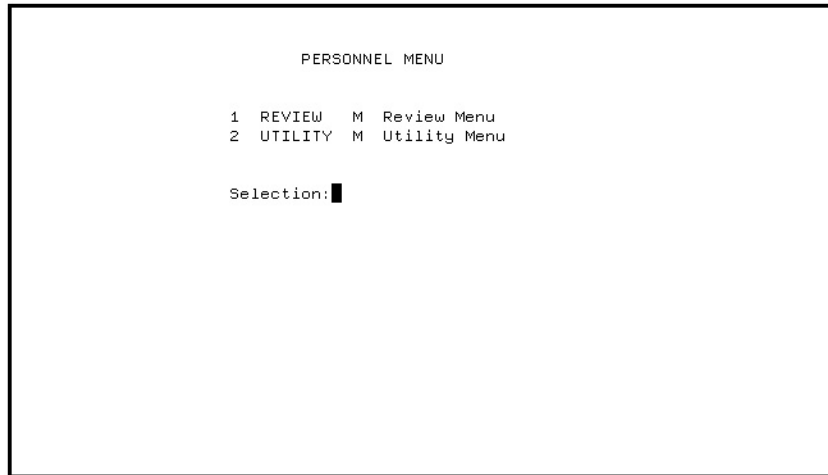 PERSONNEL MENU
1 REVIEW M Review Menu
2 UTILITY M Utility Menu
Selection: